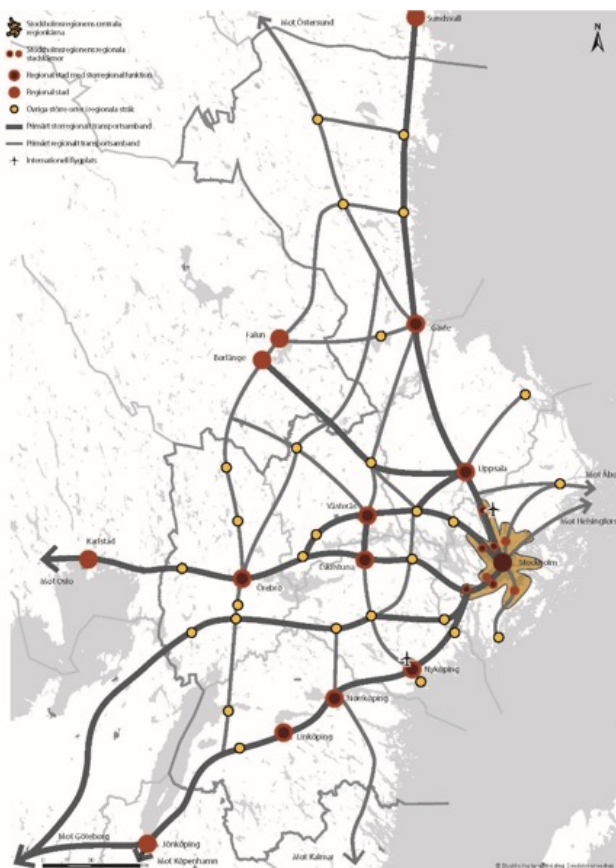 Stockholmsregionens centrala
regionkärna
Stockholmsregionens regionala
stadskärnor
Regional stad med storregional funktion
Regional stad
Övriga större orter i regionala stråk
Primärt storregionalt transportsamband
Primärt regionalt transportsamband
Internationell flygplats
Mot Östersund
Sundsvall
N
Gävle
Falun
Borlänge
Uppsala
Mot Åbo
Västerås
Mot Helsingfors
Karlstad
Stockholm
Eskilstuna
Mot Oslo
Örebro
Nyköping
Norrköping
Linköping
Mot Göteborg
Jönköping
Mot Köpenhamn
Mot Kalmar